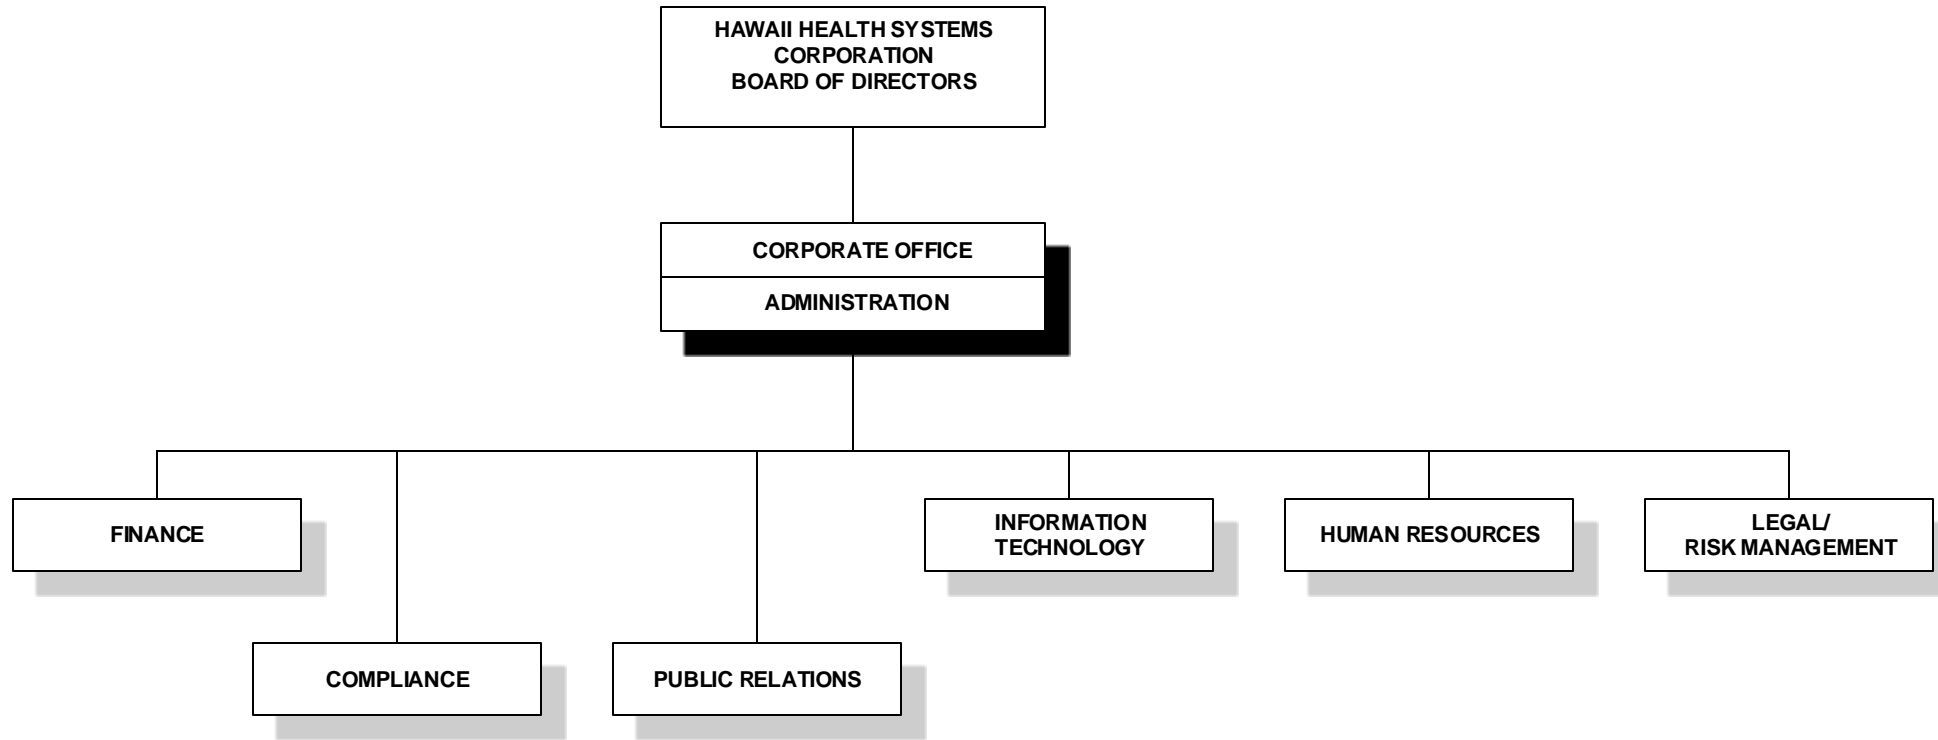 HAWAII HEALTH SYSTEMS
CORPORATION
BOARD OF DIRECTORS
CORPORATE OFFICE
ADMINISTRATION
FINANCE
INFORMATION
TECHNOLOGY
HUMAN RESOURCES
LEGAL/
RISK MANAGEMENT
COMPLIANCE
PUBLIC RELATIONS